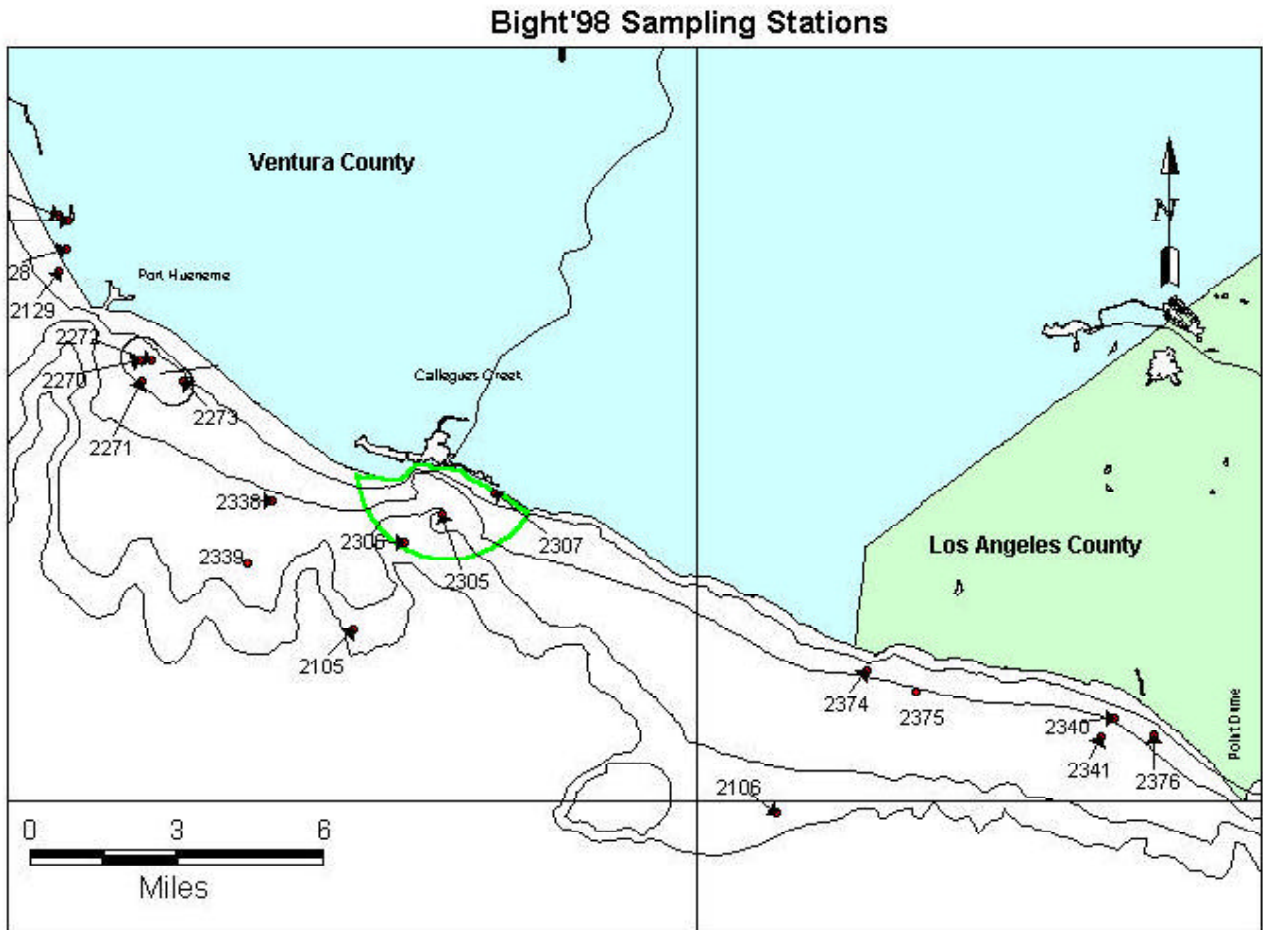 Bight'98 Sampling Stations
Ventura County
N
Port Hueneme
28
2129
2272
2270
2273
2271
Callegues Creek
2338
2306
2307
2339
2305
Los Angeles County
2105
2374
2375
2340
2341
2376
Point Dume
2106
0 3 6
Miles